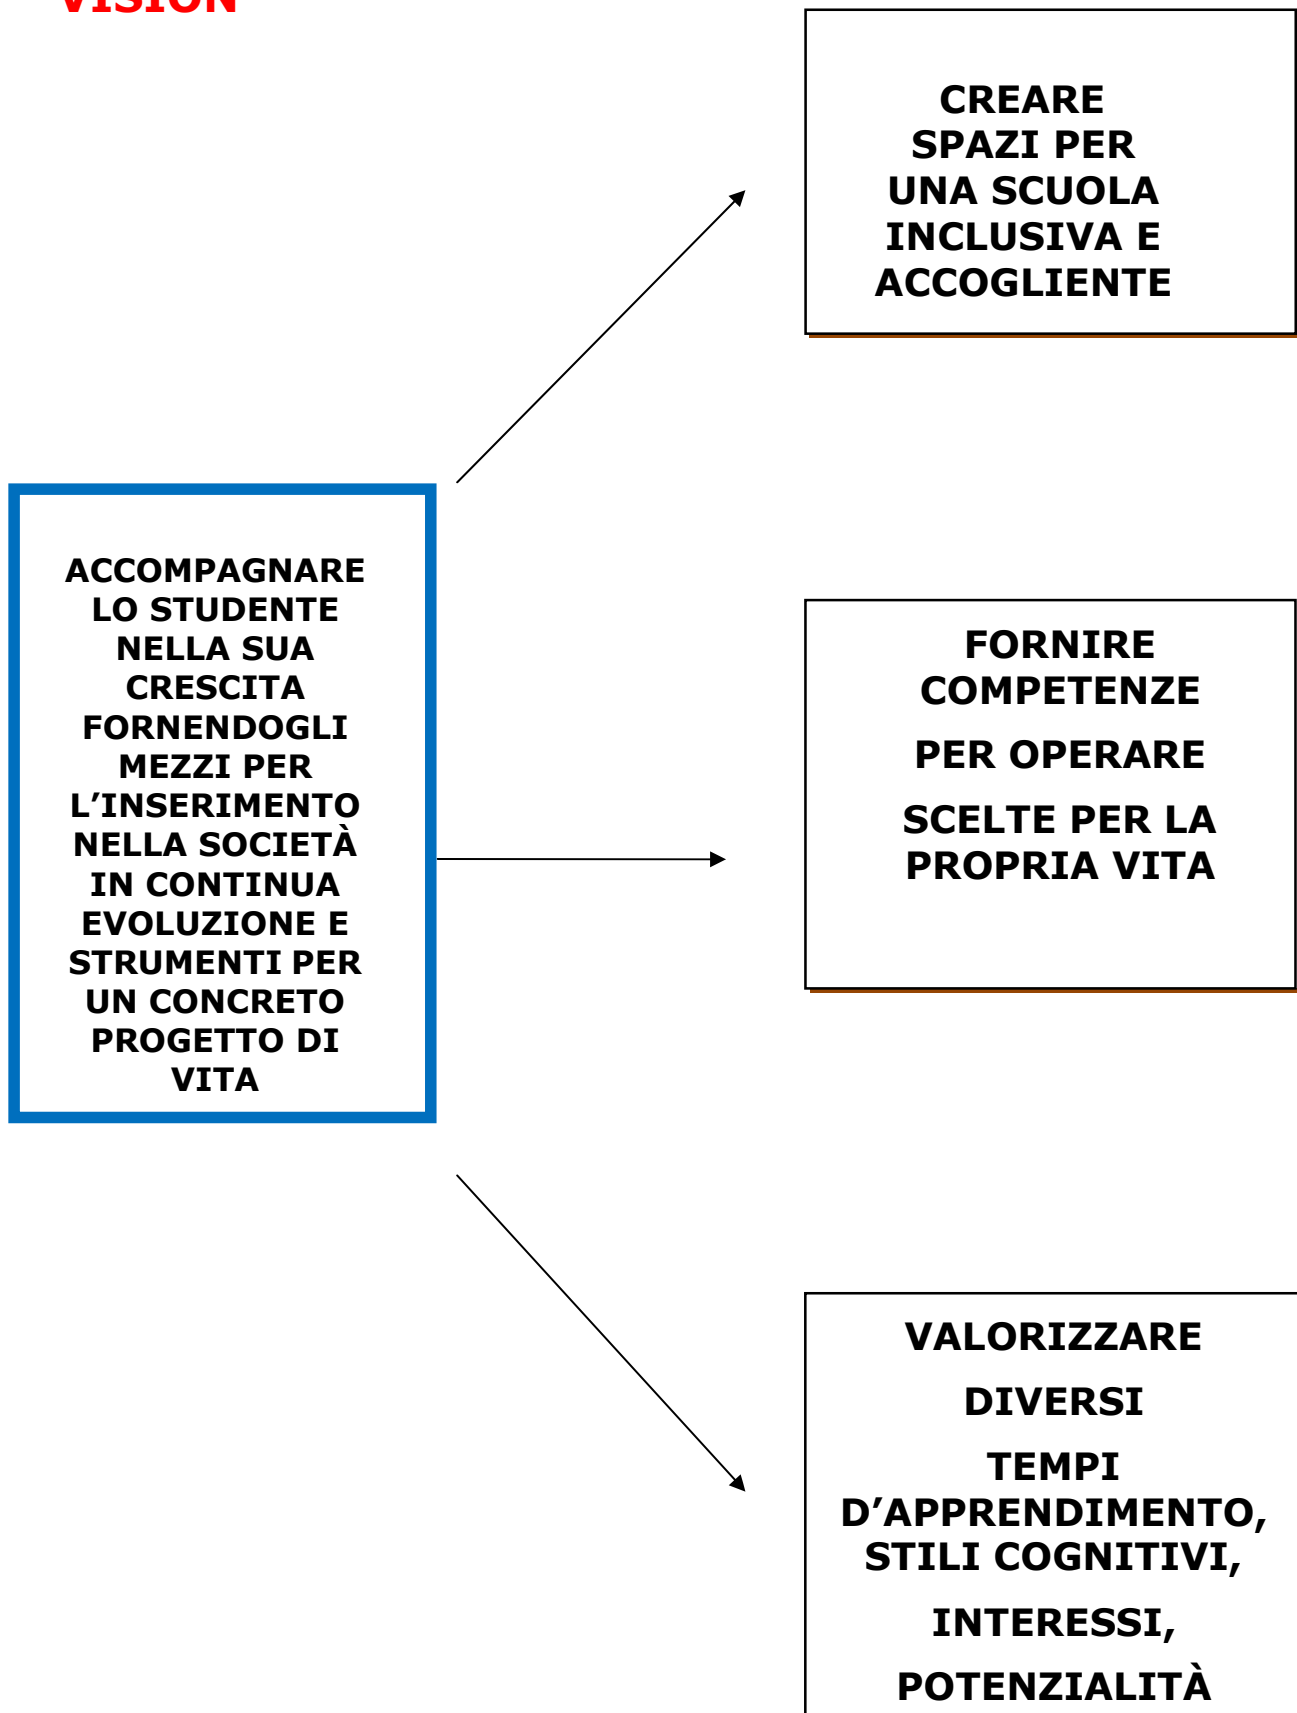 VISION
CREARE
SPAZI PER
UNA SCUOLA
INCLUSIVA E
ACCOGLIENTE
ACCOMPAGNARE
LO STUDENTE
NELLA SUA
CRESCITA
FORNENDOGLI
MEZZI PER
L’INSERIMENTO
NELLA SOCIETÀ
IN CONTINUA
EVOLUZIONE E
STRUMENTI PER
UN CONCRETO
PROGETTO DI
VITA
FORNIRE
COMPETENZE
PER OPERARE
SCELTE PER LA
PROPRIA VITA
VALORIZZARE
DIVERSI
TEMPI
D’APPRENDIMENTO,
STILI COGNITIVI,
INTERESSI,
POTENZIALITÀ